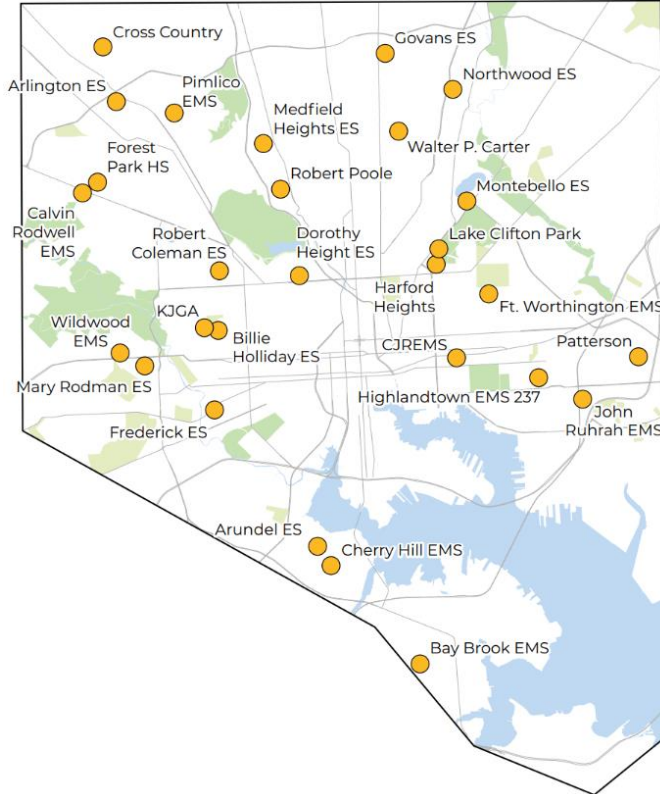 Cross Country
Govans ES
Arlington ES
Pimlico
EMS
Northwood ES
Medfield
Heights ES
Walter P. Carter
Forest
Park HS
Robert Poole
Montebello ES
Calvin
Rodwell
EMS
Robert
Coleman ES
Dorothy
Height ES
Lake Clifton Park
Harford
Heights
Ft. Worthington EMS
KJGA
Wildwood
EMS
Billie
Holliday ES
CJREMS
Patterson
Mary Rodman ES
Highlandtown EMS 237
John
Ruhrah EMS
Frederick ES
Arundel ES
Cherry Hill EMS
Bay Brook EMS